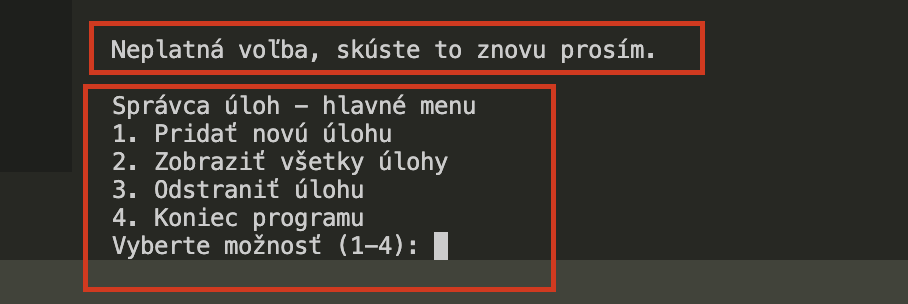 Neplatná voľba, skúste to znovu prosím.
Správca úloh – hlavné menu
1. Pridať novú úlohu
2. Zobraziť všetky úlohy
3. Odstraniť úlohu
4. Koniec programu
Vyberte možnosť (1–4):